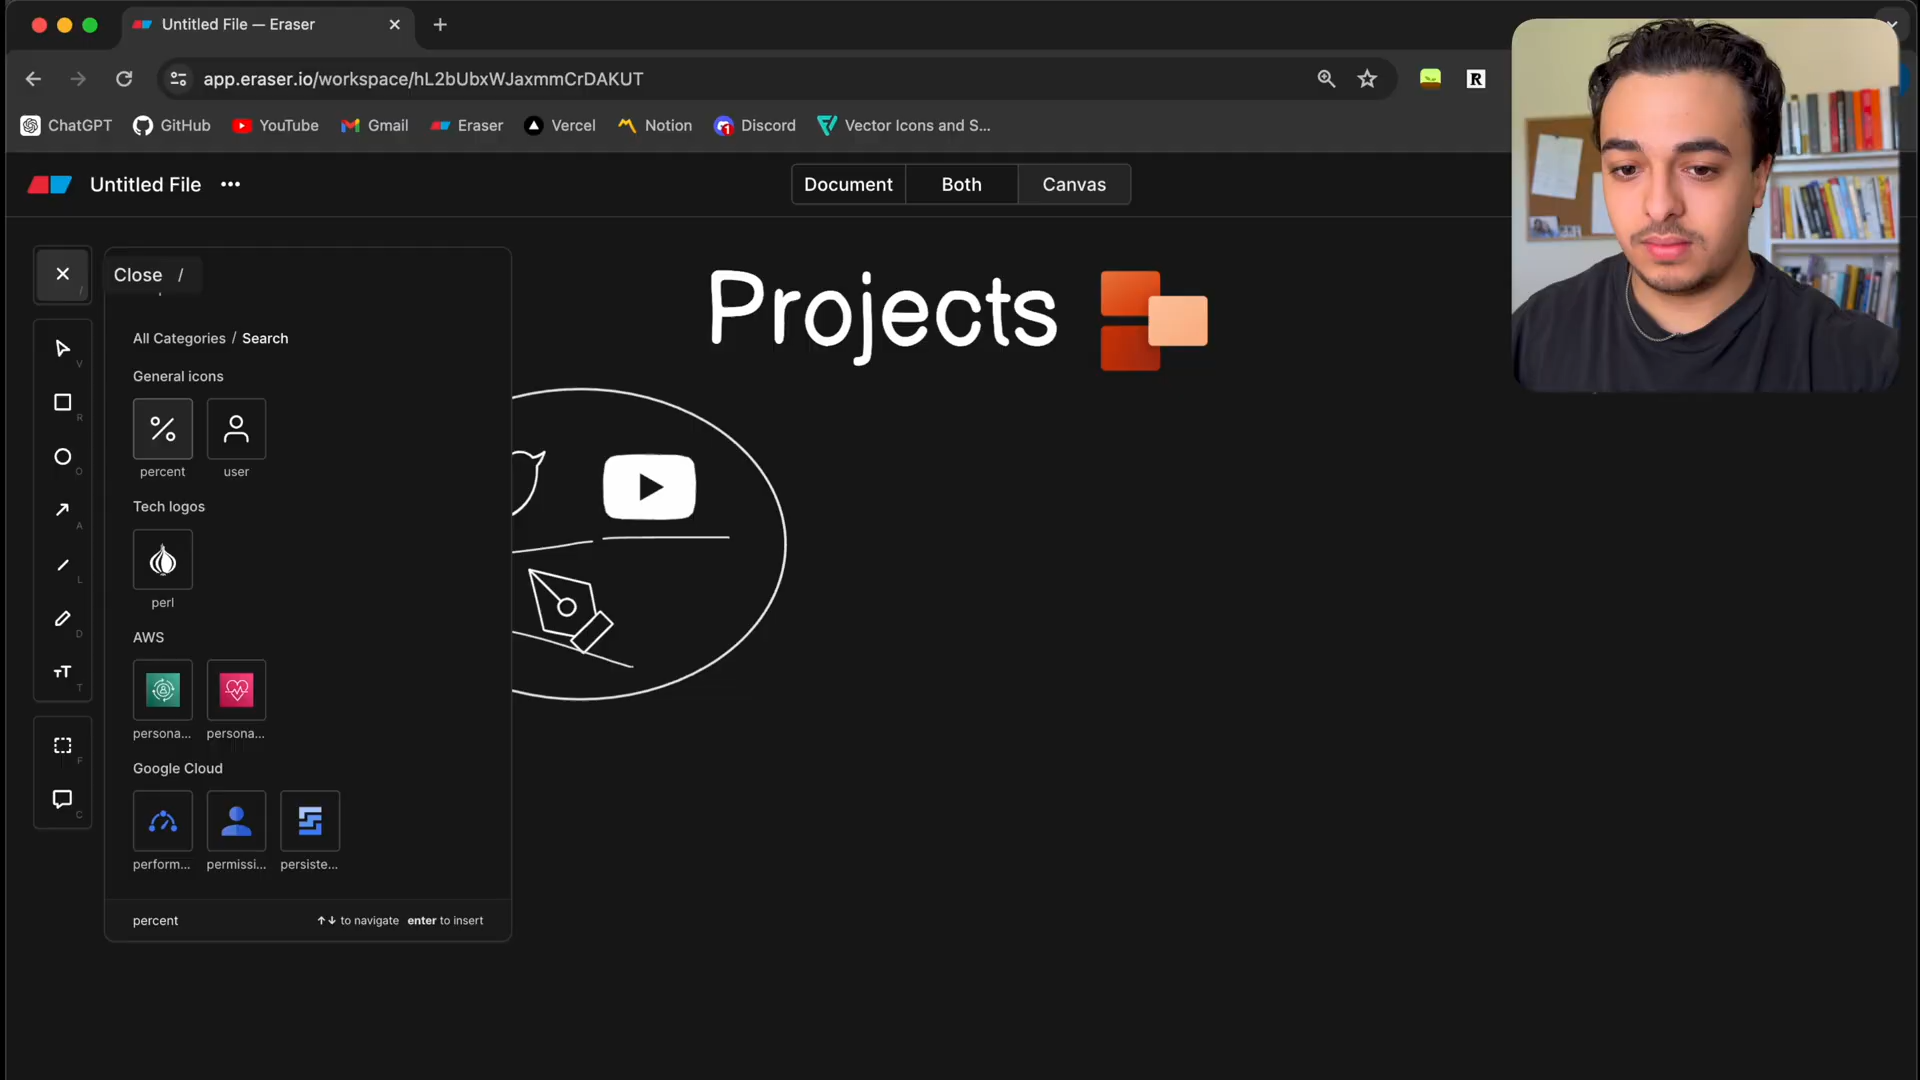 Untitled File — Eraser
app.eraser.io/workspace/hL2bUbxWJaxmmCrDAKUT
R
ChatGPT
GitHub
YouTube
Gmail
Eraser
Vercel
Notion
1
Discord
Vector Icons and S...
Untitled File
Document
Both
Canvas
Projects
/
Close /
All Categories / Search
General icons
percent
user
Tech logos
perl
AWS
persona...
persona...
Google Cloud
perform...
permissi...
persiste...
percent
↑↓ to navigate enter to insert
V
R
O
A
L
D
TT
T
F
C